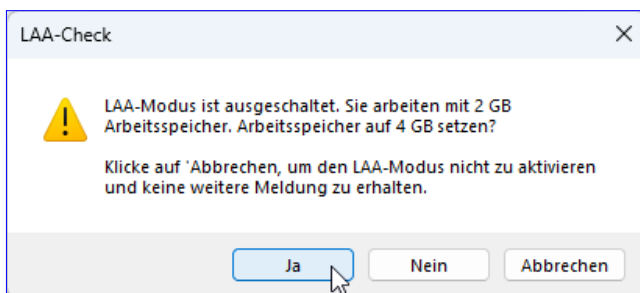 LAA-Check
LAA-Modus ist ausgeschaltet. Sie arbeiten mit 2 GB
Arbeitsspeicher. Arbeitsspeicher auf 4 GB setzen?
Klicke auf 'Abbrechen, um den LAA-Modus nicht zu aktivieren
und keine weitere Meldung zu erhalten.
Ja Nein Abbrechen